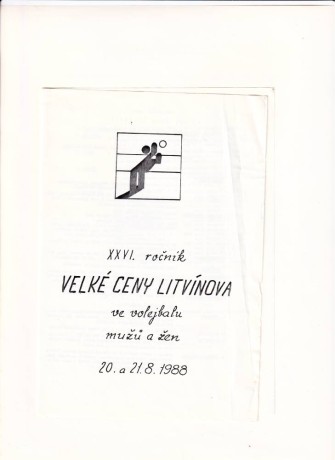 XXVI. ročník
VELKÉ CENY LITVÍNOVA
ve volejbalu
mužů a žen
20. a 21.8.1988